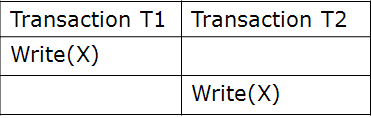 Transaction T1 Transaction T2
Write(X)
Write(X)